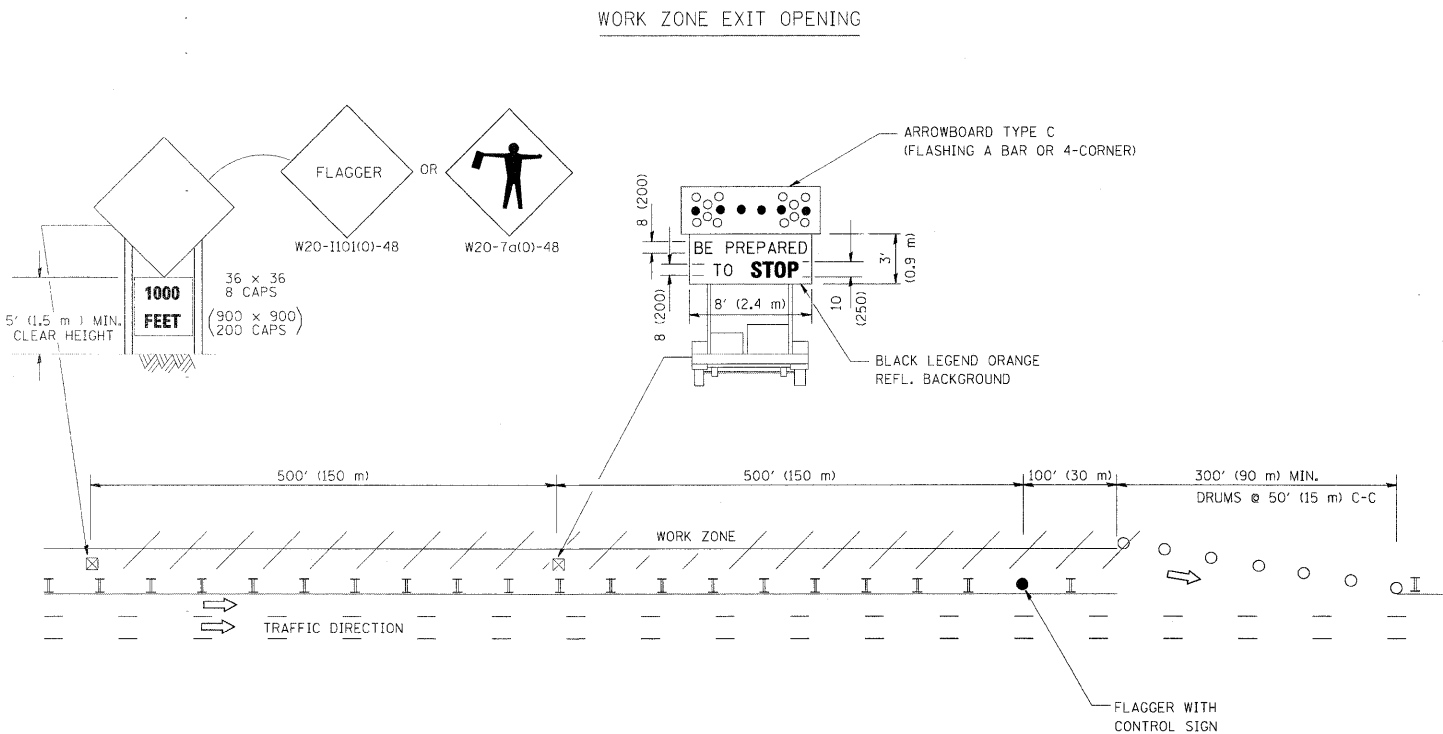 WORK ZONE EXIT OPENING
ARROWBOARD TYPE C
(FLASHING A BAR OR 4-CORNER)
FLAGGER
OR
W20-I101(O)-48
W20-7a(O)-48
8 (200)
BE PREPARED
TO STOP
3'
(0.9 m)
8 (200)
8' (2.4 m)
10
(250)
1000
FEET
36 x 36
8 CAPS
(900 x 900)
200 CAPS
5' (1.5 m ) MIN.
CLEAR HEIGHT
BLACK LEGEND ORANGE
REFL. BACKGROUND
500' (150 m)
500' (150 m)
100' (30 m)
300' (90 m) MIN.
DRUMS @ 50' (15 m) C-C
WORK ZONE
TRAFFIC DIRECTION
FLAGGER WITH
CONTROL SIGN